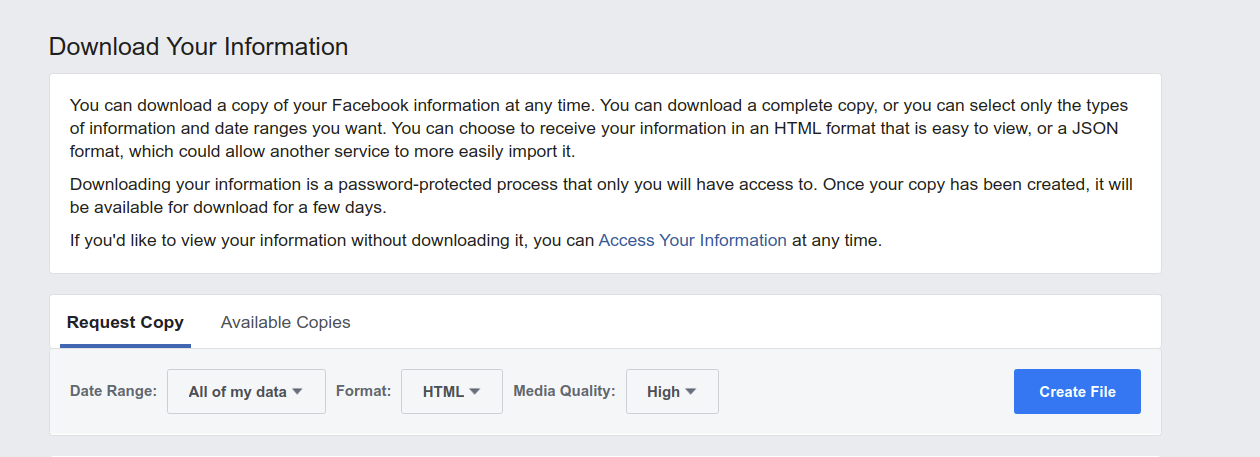 Download Your Information
You can download a copy of your Facebook information at any time. You can download a complete copy, or you can select only the types
of information and date ranges you want. You can choose to receive your information in an HTML format that is easy to view, or a JSON
format, which could allow another service to more easily import it.
Downloading your information is a password-protected process that only you will have access to. Once your copy has been created, it will
be available for download for a few days.
If you'd like to view your information without downloading it, you can Access Your Information at any time.
Request Copy Available Copies
Date Range: All of my data Format: HTML Media Quality: High Create File